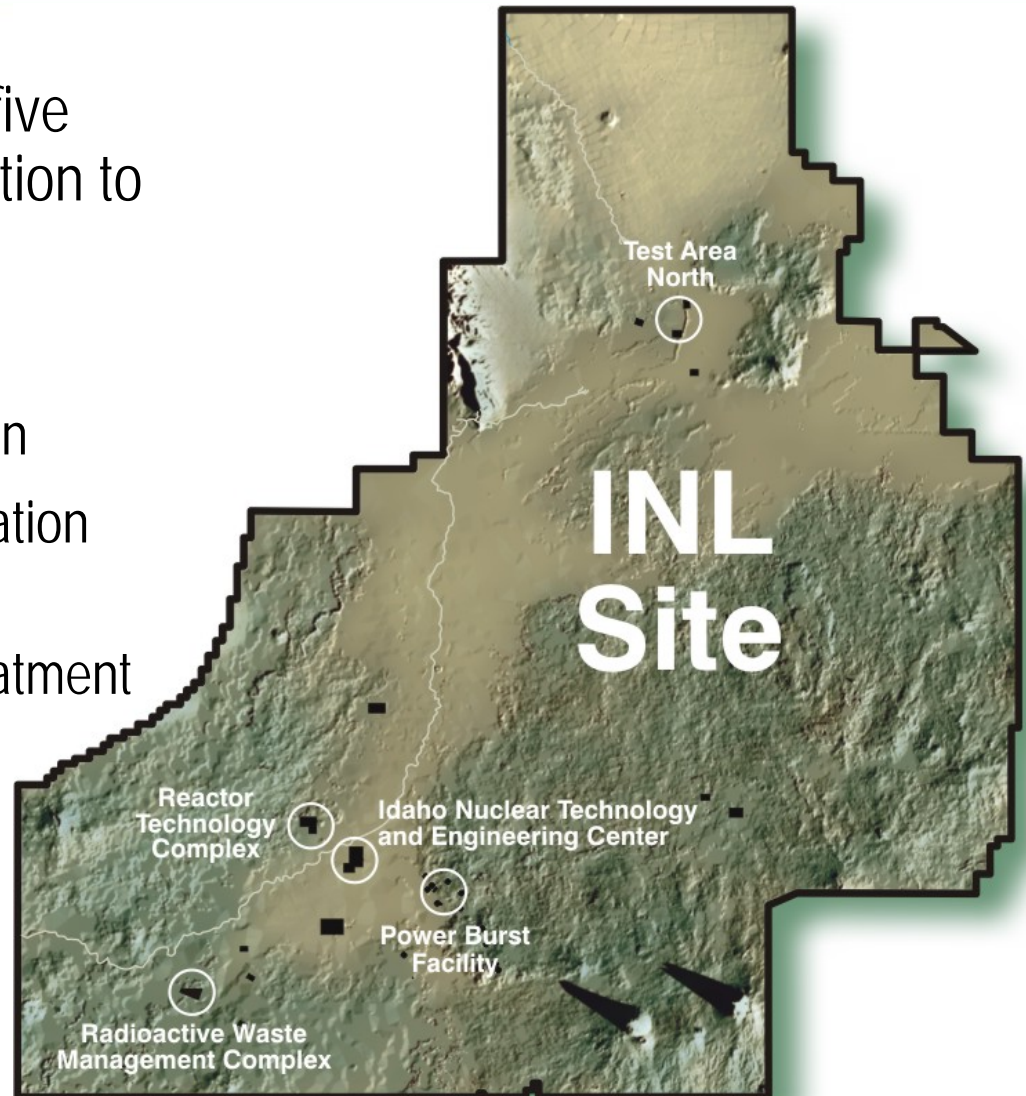 five
tion to
n
ation
atment
Test Area
North
INL
Site
Reactor
Technology
Complex
Idaho Nuclear Technology
and Engineering Center
Power Burst
Facility
Radioactive Waste
Management Complex